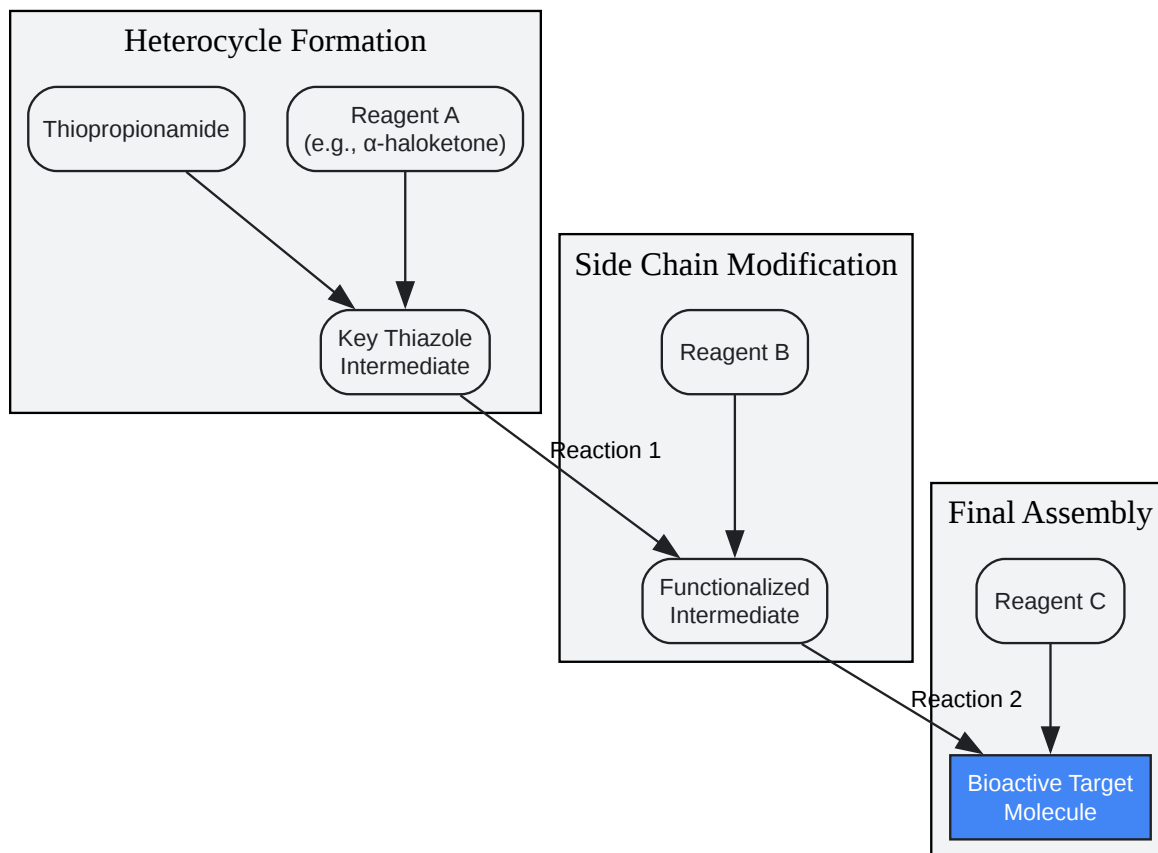 Heterocycle Formation
Thiopropionamide
Reagent A
(e.g., α-haloketone)
Key Thiazole
Intermediate
Side Chain Modification
Reagent B
Reaction 1
Functionalized
Intermediate
Final Assembly
Reagent C
Reaction 2
Bioactive Target
Molecule